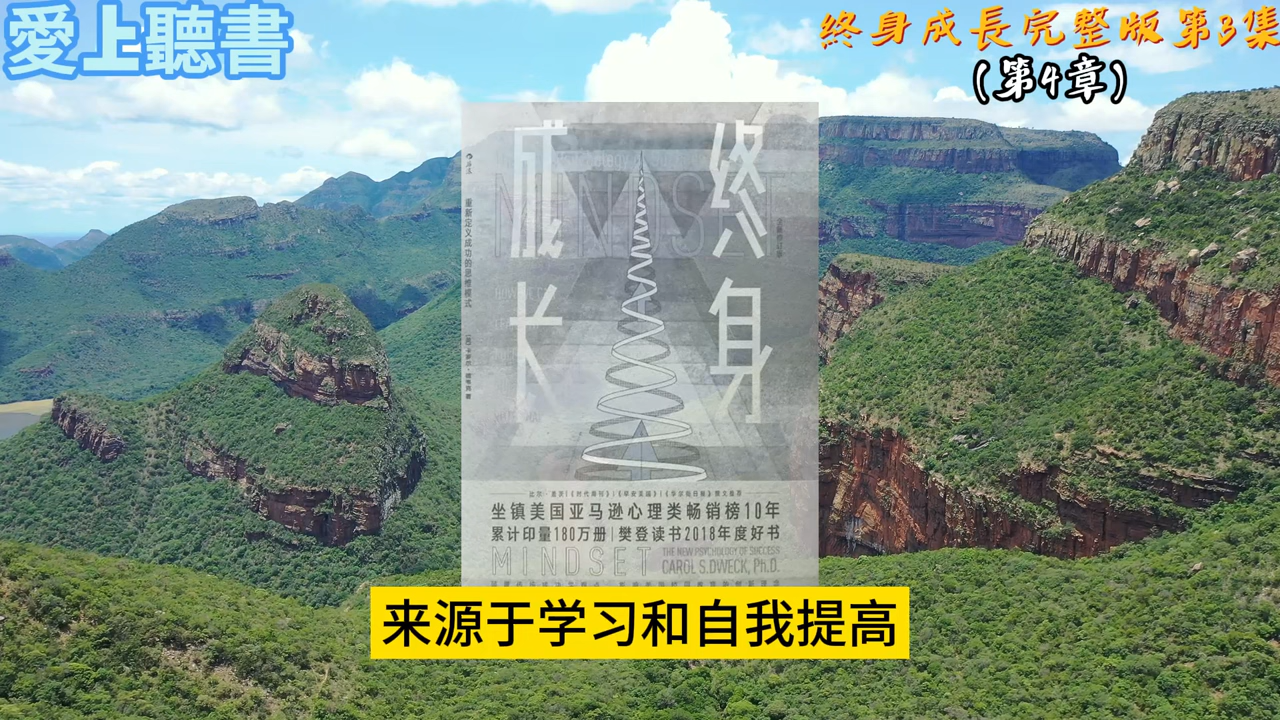 愛上聽書
終身成長完整版第3集
(第4章)
终身
成长
MINDSET
重新定义成功的思维模式
坐镇美国亚马逊心理类畅销榜10年
累计印量180万册|樊登读书2018年度好书
MINDSET
THE NEW PSYCHOLOGY OF SUCCESS
CAROL S.DWECK, Ph.D.
来源于学习和自我提高